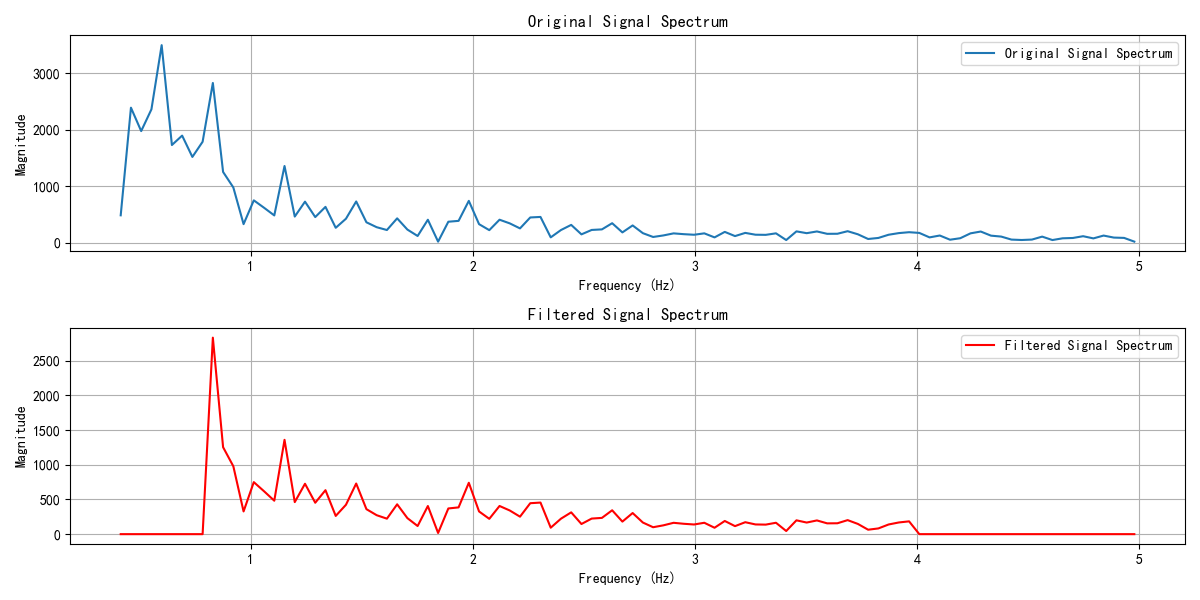 Original Signal Spectrum
Original Signal Spectrum
Magnitude
3000
2000
1000
0
1 2 3 4 5
Frequency (Hz)
Filtered Signal Spectrum
Filtered Signal Spectrum
Magnitude
2500
2000
1500
1000
500
0
1 2 3 4 5
Frequency (Hz)